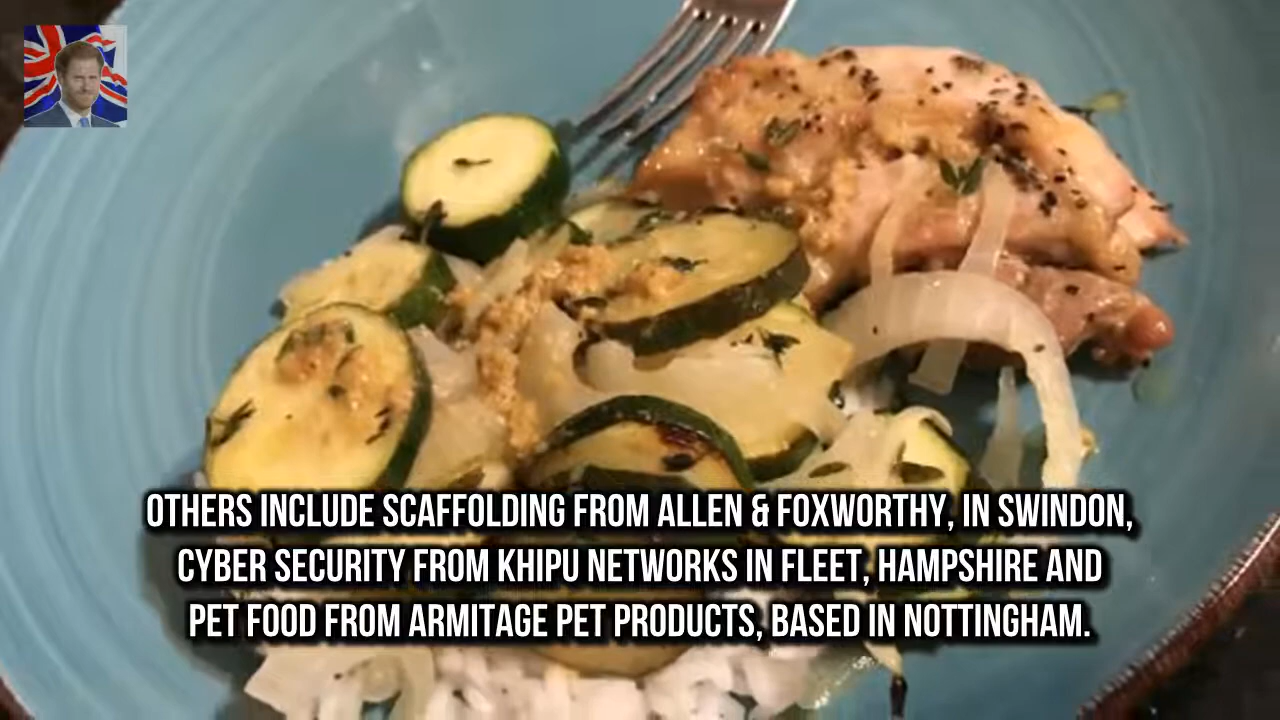 OTHERS INCLUDE SCAFFOLDING FROM ALLEN & FOXWORTHY, IN SWINDON,
CYBER SECURITY FROM KHIPU NETWORKS IN FLEET, HAMPSHIRE AND
PET FOOD FROM ARMITAGE PET PRODUCTS, BASED IN NOTTINGHAM.